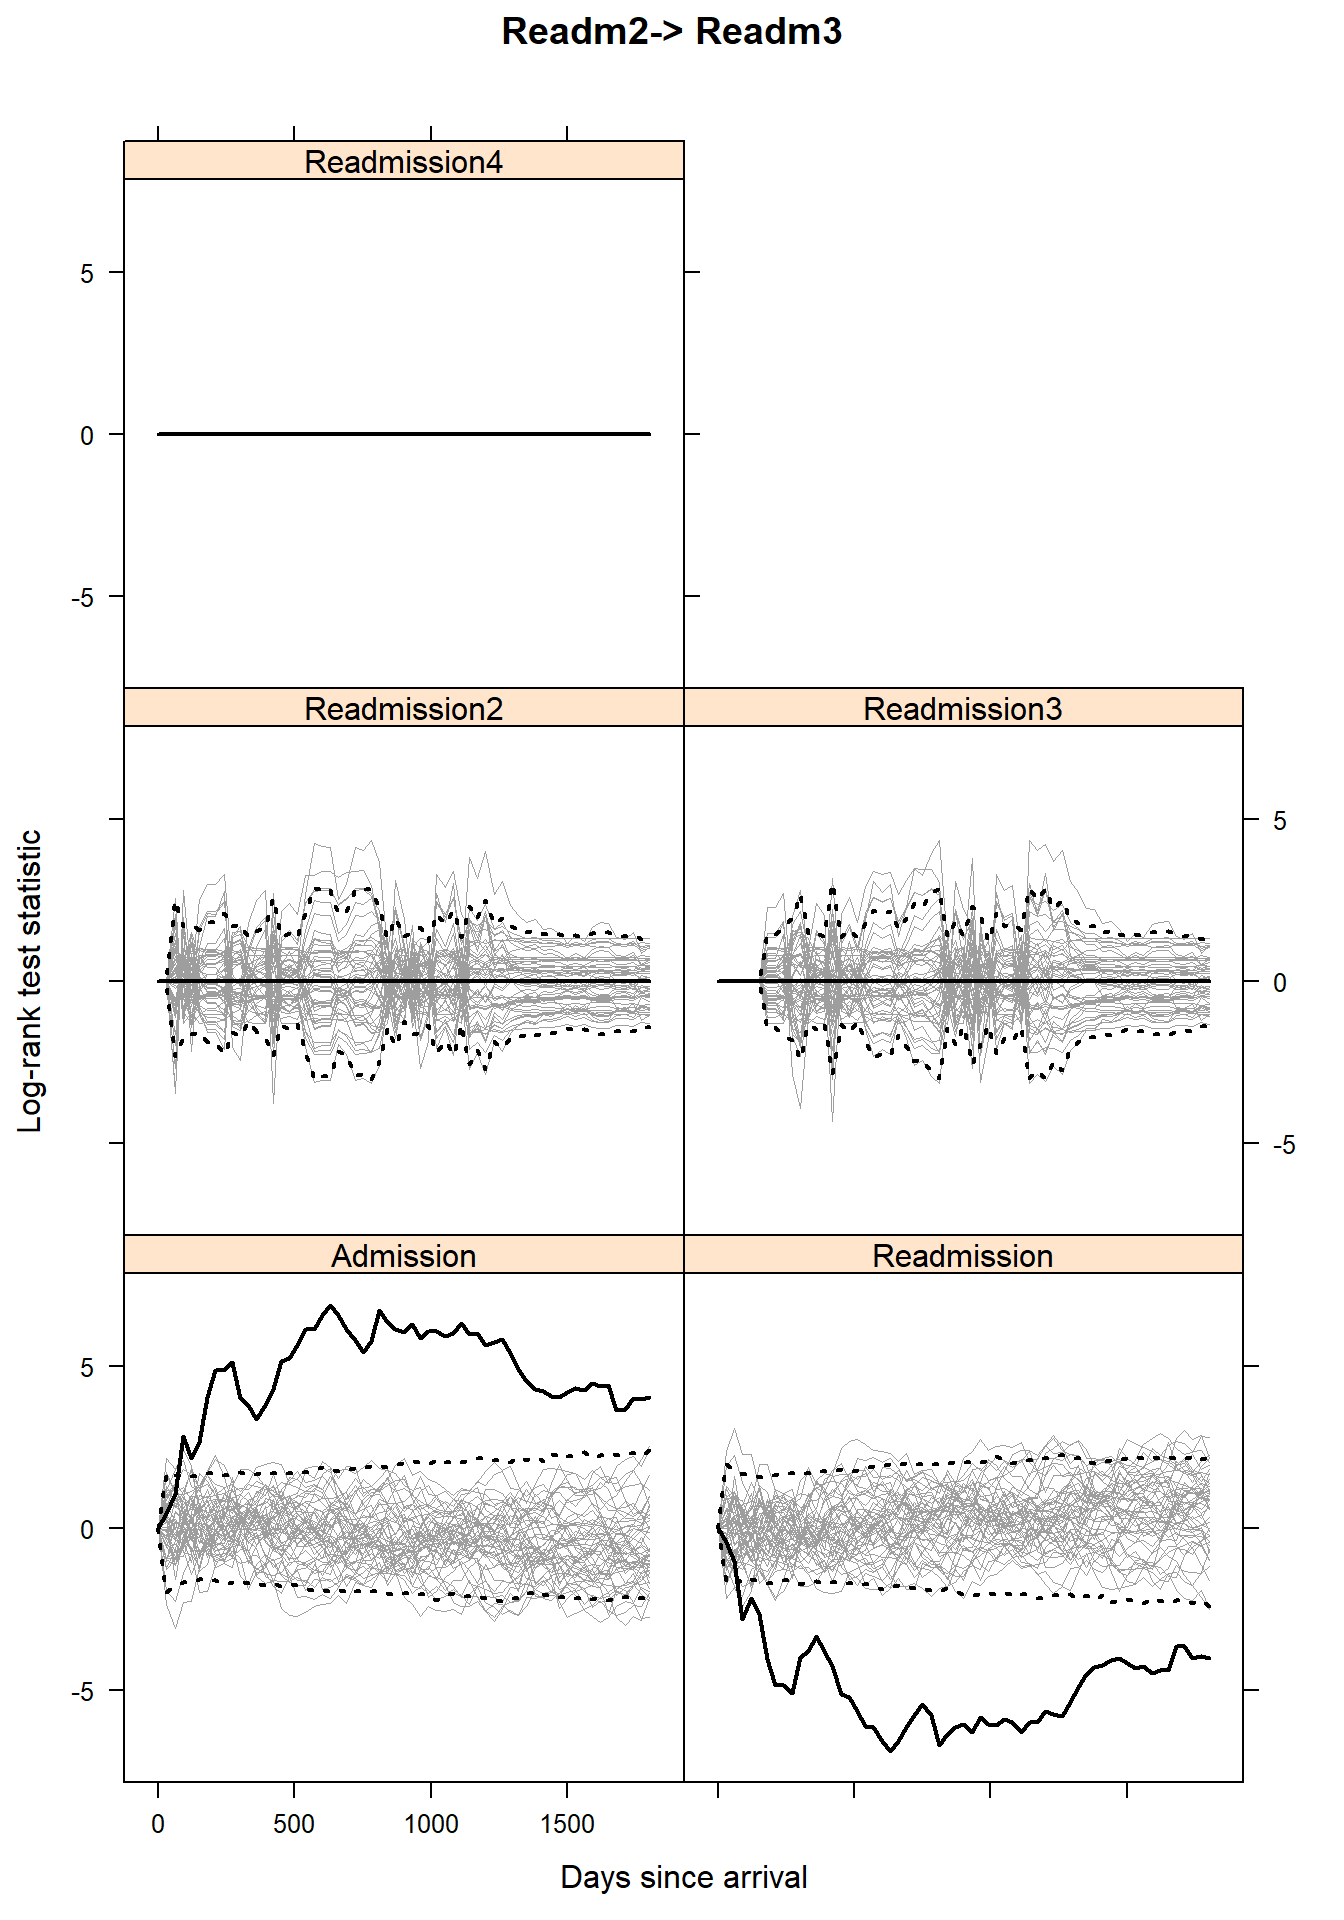 Readm2-> Readm3
Readmission4
5
0
-5
Readmission2
Readmission3
5
0
-5
Log-rank test statistic
Admission
Readmission
5
0
-5
0 500 1000 1500
Days since arrival